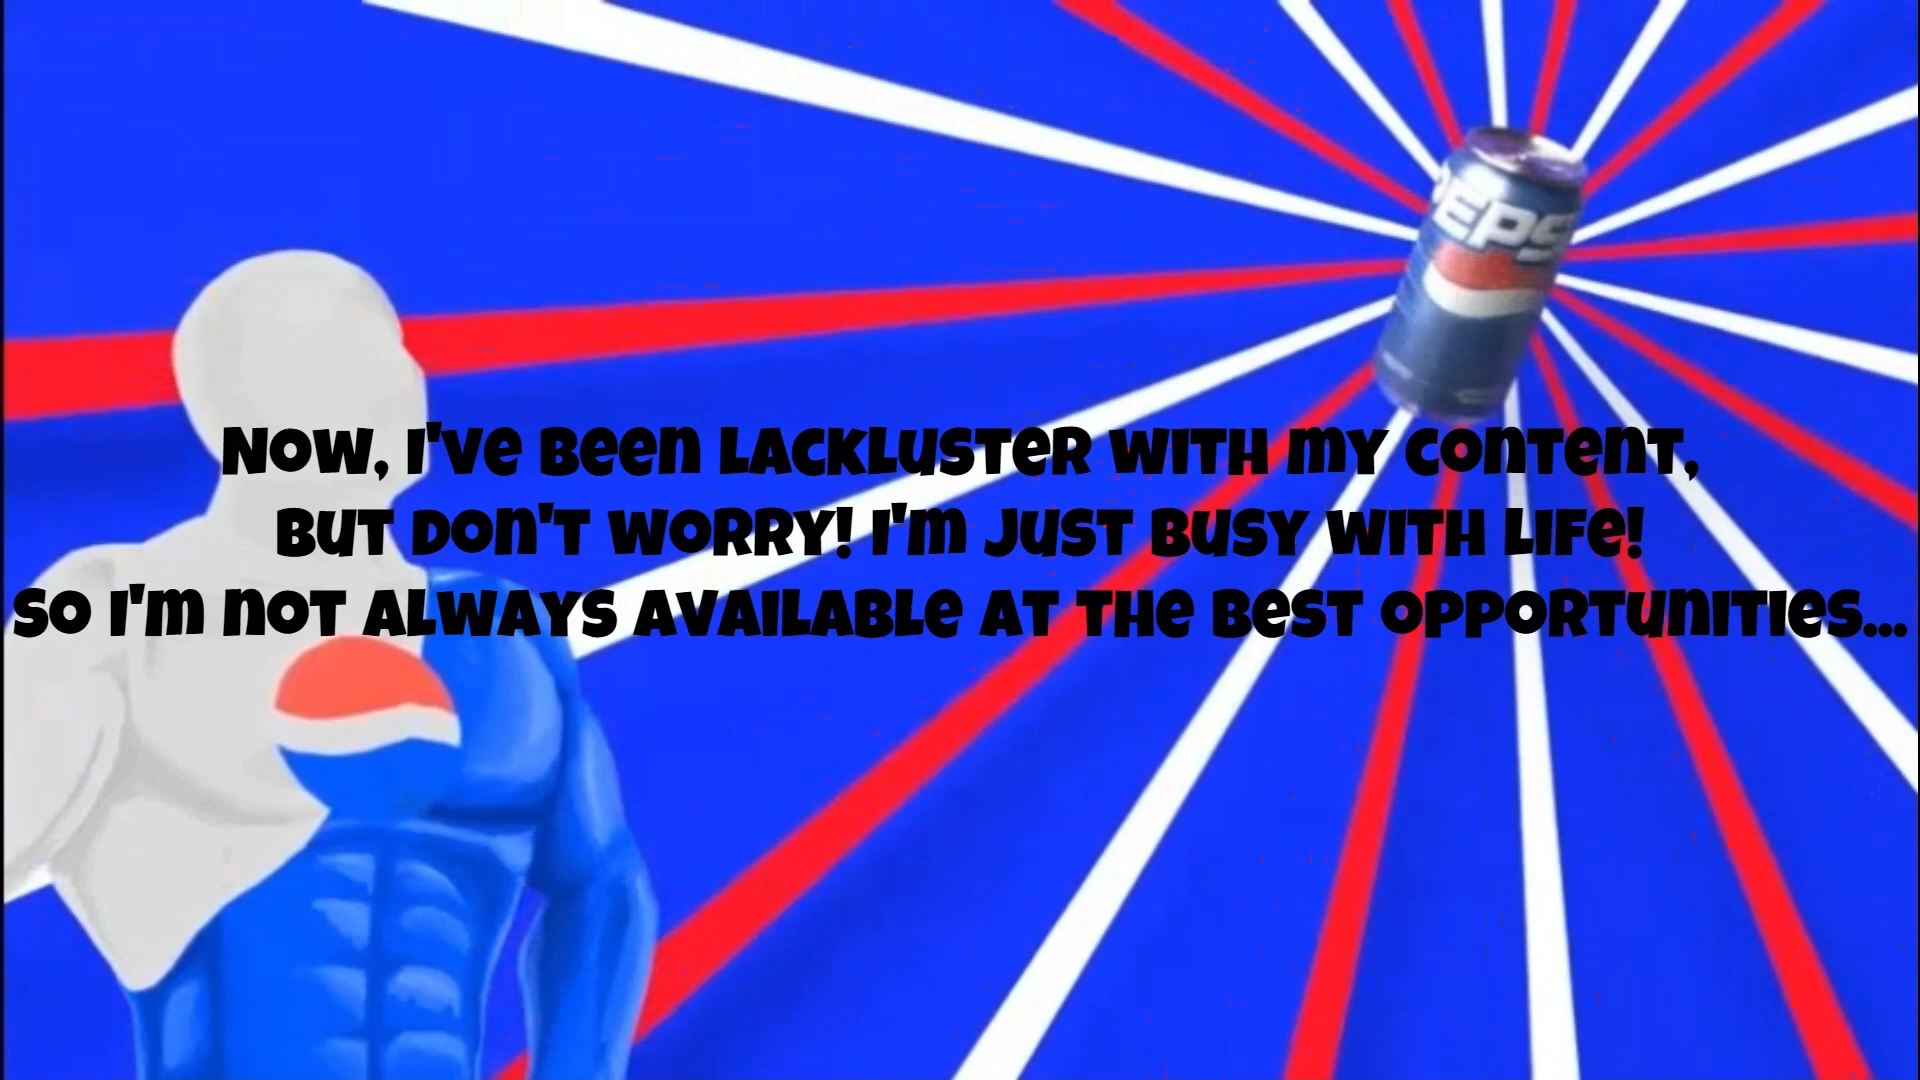 PEPSI
Now, I've been lackluster with my content,
but don't worry! I'm just busy with life!
So I'm not always available at the best opportunities...